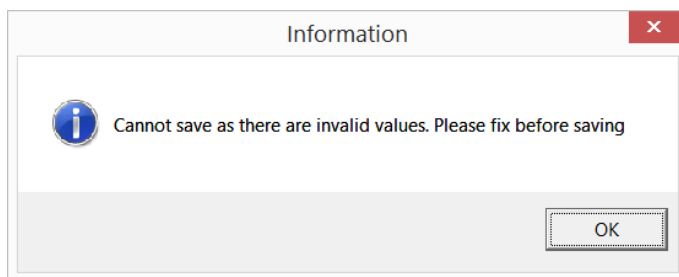 Information
Cannot save as there are invalid values. Please fix before saving
OK